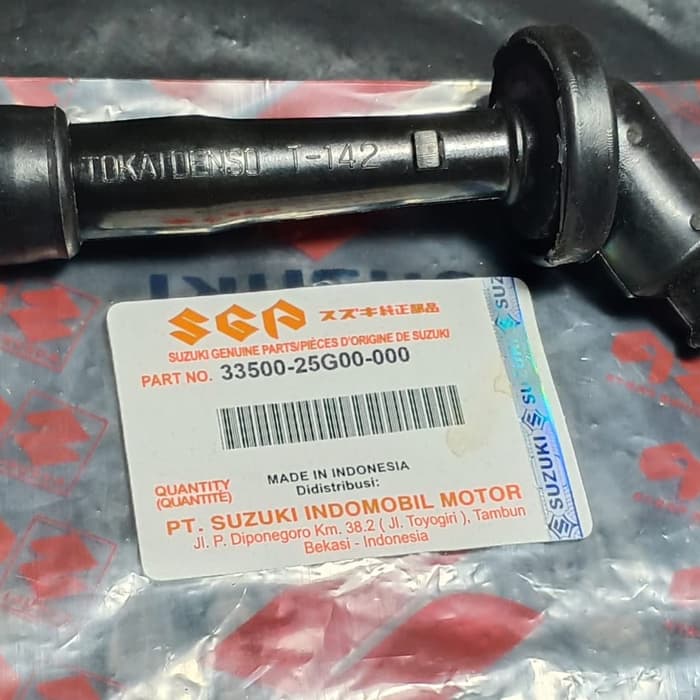 TOKAIDENSO T-142
SUZUKI
SGP スズキ純正部品
SUZUKI GENUINE PARTS/PIÈCES D'ORIGINE DE SUZUKI
PART NO. 33500-25G00-000
MADE IN INDONESIA
Didistribusi:
QUANTITY
(QUANTITÉ)
PT. SUZUKI INDOMOBIL MOTOR
Jl. P. Diponegoro Km. 38.2 ( Jl. Toyogiri ), Tambun
Bekasi - Indonesia
SUZUKI
SUZUKI
SUZ